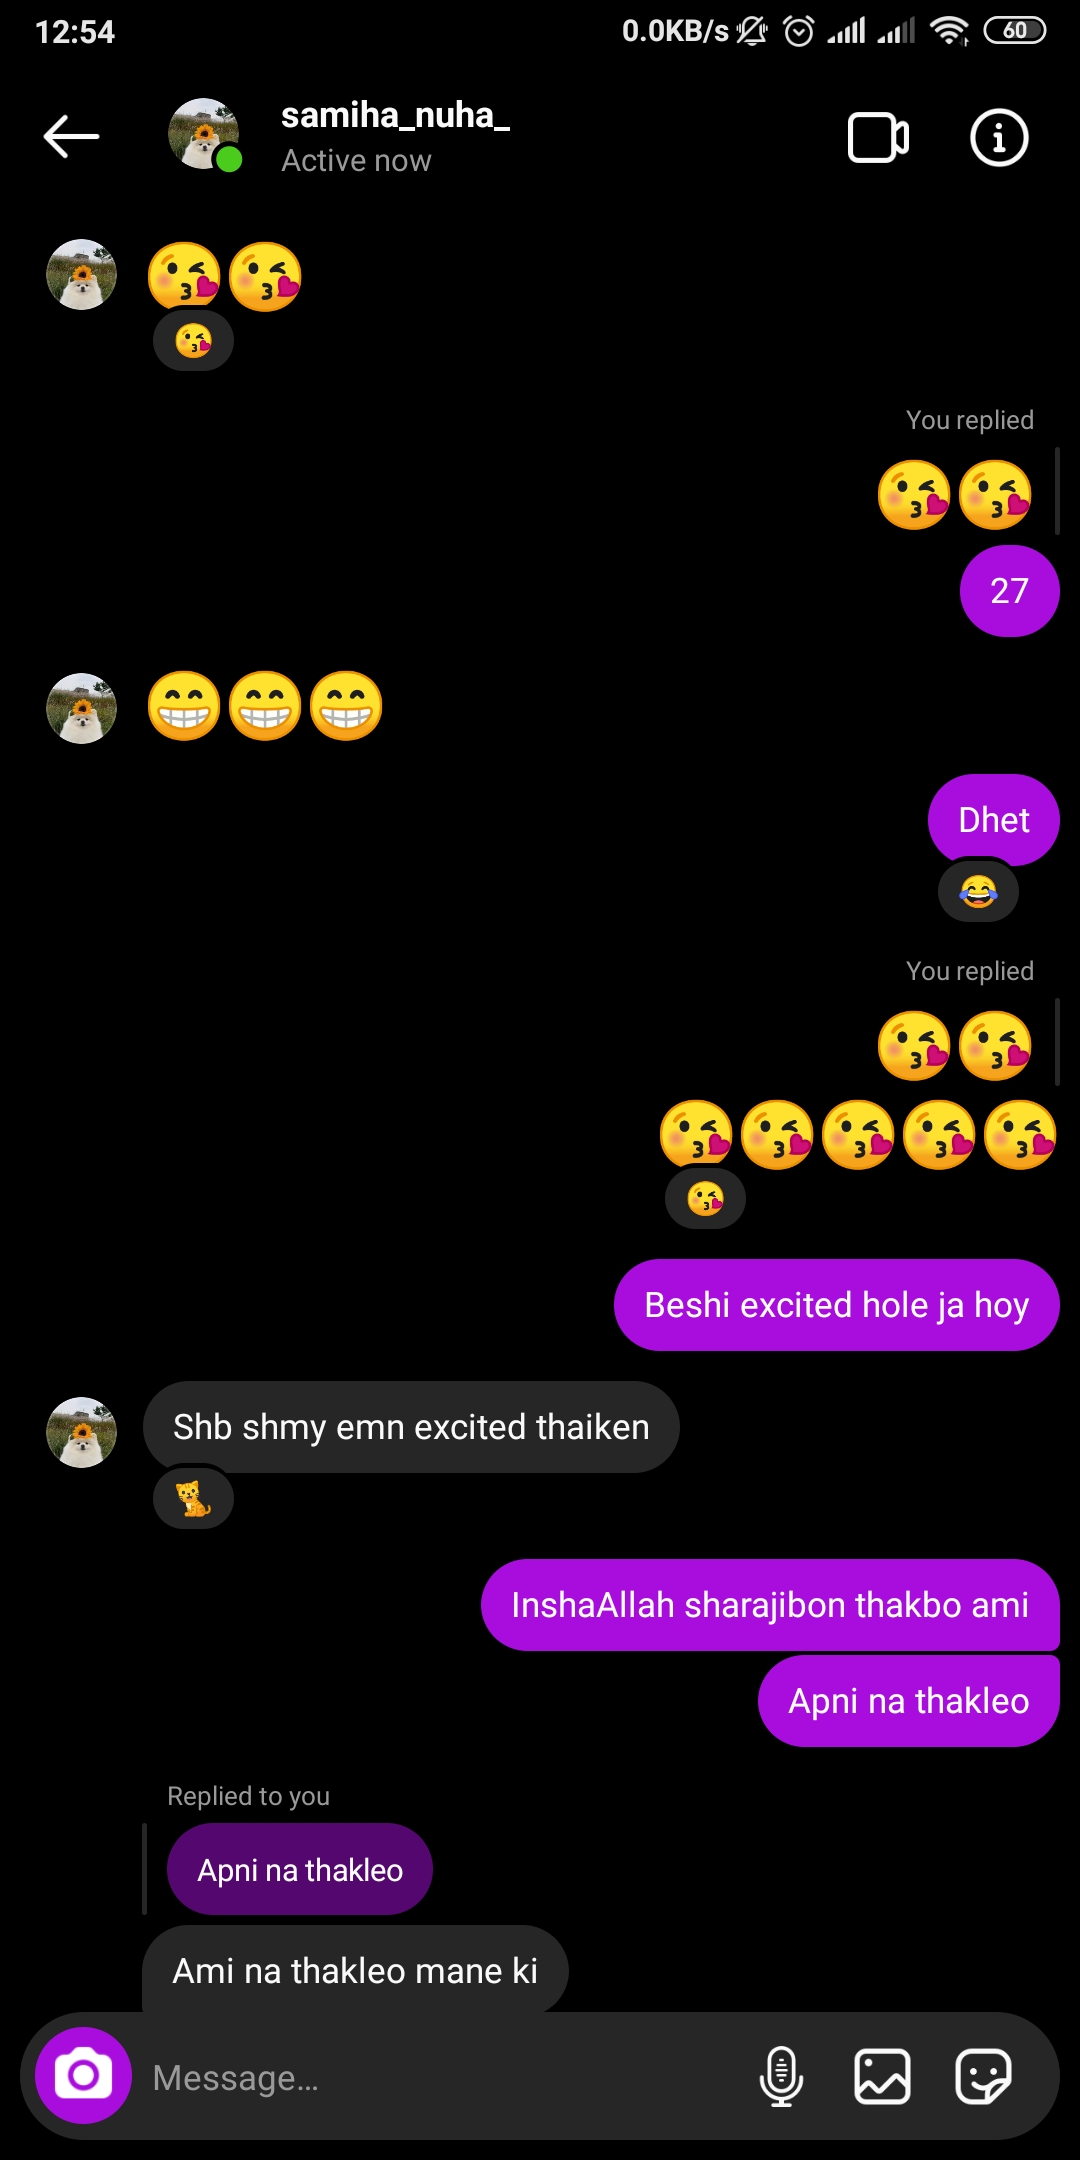 12:54
0.0KB/s
60
samiha_nuha_
Active now
😘😘
😘
You replied
😘😘
27
😁😁😁
Dhet
😂
You replied
😘😘
😘😘😘😘😘
😘
Beshi excited hole ja hoy
Shb shmy emn excited thaiken
🐈
InshaAllah sharajibon thakbo ami
Apni na thakleo
Replied to you
Apni na thakleo
Ami na thakleo mane ki
Message...